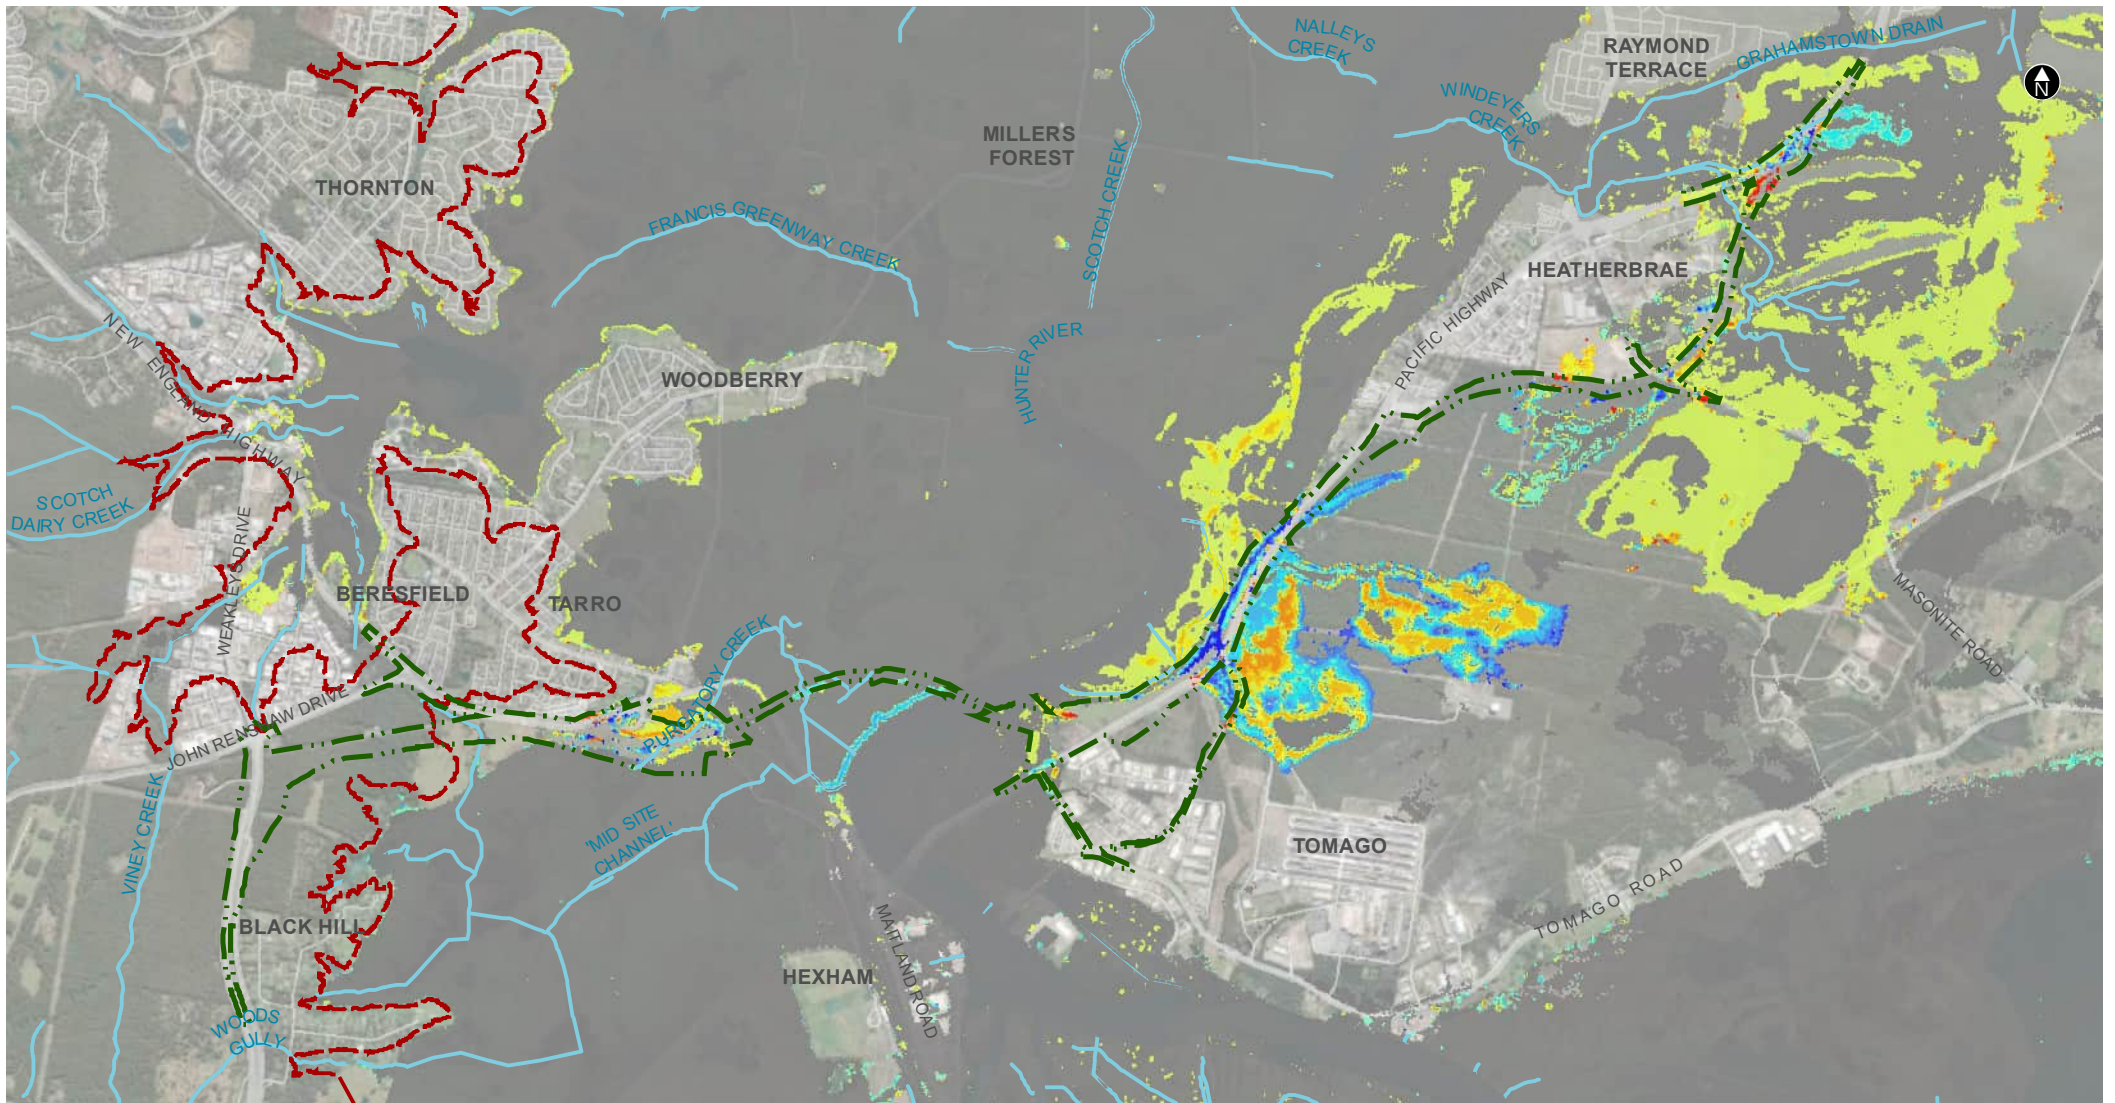 NALLEYS
CREEK
RAYMOND
TERRACE
GRAHAMSTOWN DRAIN
N
WINDEYERS
CREEK
MILLERS
FOREST
SCOTCH CREEK
THORNTON
FRANCIS GREENWAY CREEK
HEATHERBRAE
PACIFIC HIGHWAY
HUNTER RIVER
NEW ENGLAND HIGHWAY
WOODBERRY
SCOTCH
DAIRY CREEK
WEAKLEYS DRIVE
BERESFIELD
TARRO
MASONITE ROAD
PURGATORY CREEK
JOHN RENSHAW DRIVE
VINEY CREEK
'MID SITE
CHANNEL'
TOMAGO
TOMAGO ROAD
BLACK HILL
MAITLAND ROAD
HEXHAM
WOODS
GULLY